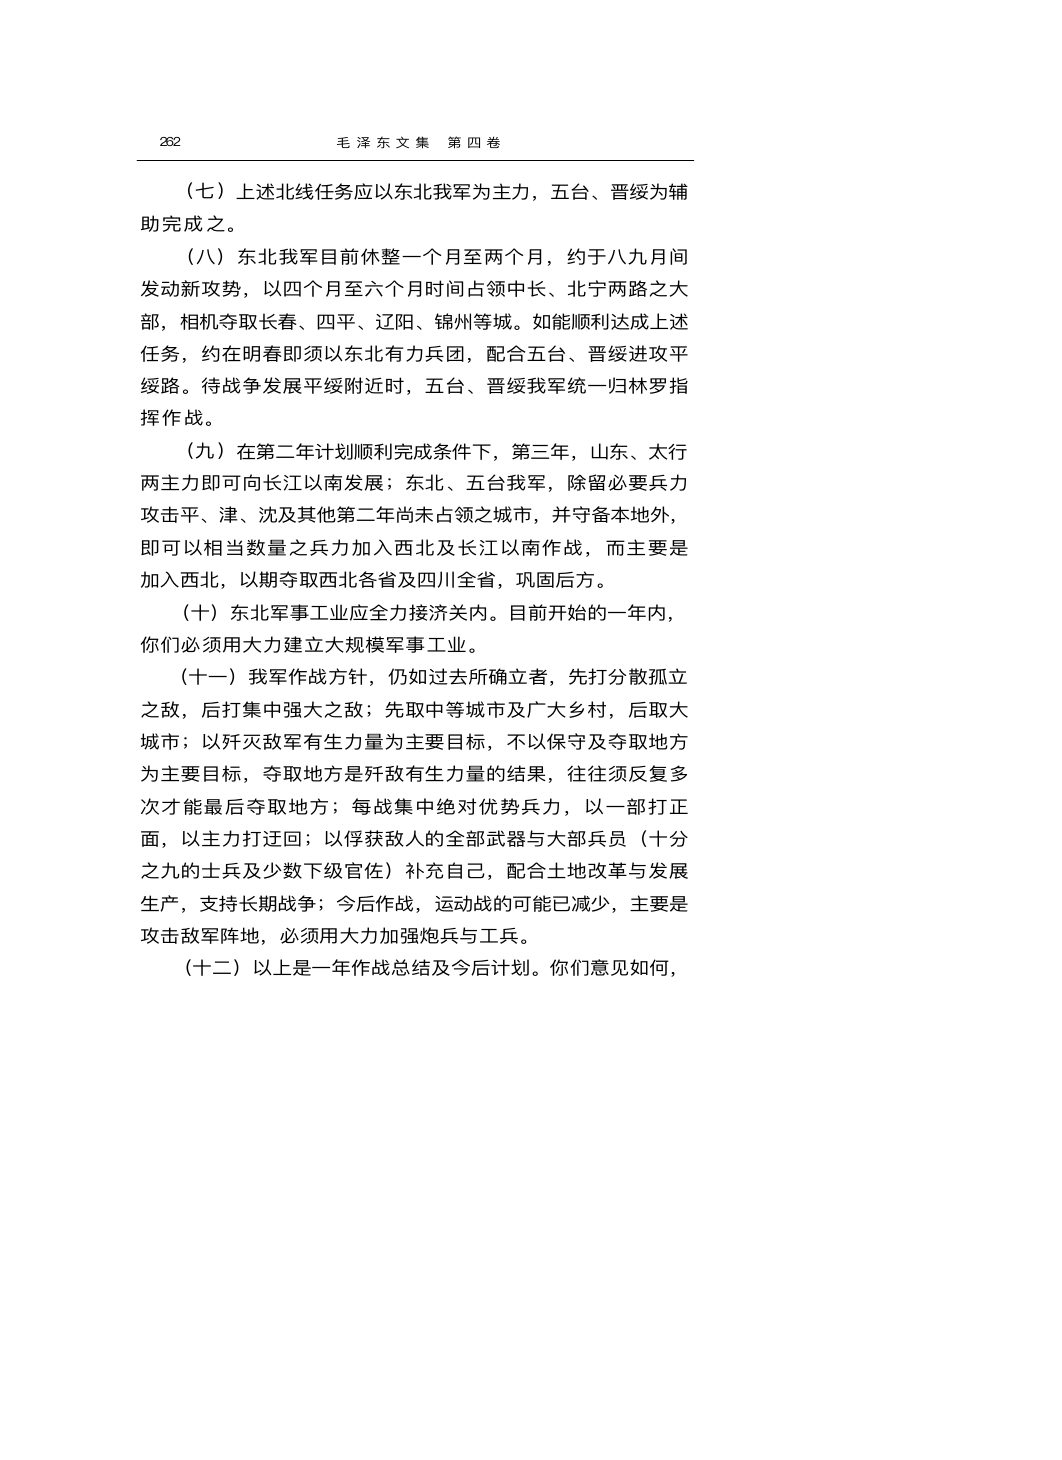 262 毛泽东文集 第四卷
（七）上述北线任务应以东北我军为主力，五台、晋绥为辅
助完成之。
（八）东北我军目前休整一个月至两个月，约于八九月间
发动新攻势，以四个月至六个月时间占领中长、北宁两路之大
部，相机夺取长春、四平、辽阳、锦州等城。如能顺利达成上述
任务，约在明春即须以东北有力兵团，配合五台、晋绥进攻平
绥路。待战争发展平绥附近时，五台、晋绥我军统一归林罗指
挥作战。
（九）在第二年计划顺利完成条件下，第三年，山东、太行
两主力即可向长江以南发展；东北、五台我军，除留必要兵力
攻击平、津、沈及其他第二年尚未占领之城市，并守备本地外，
即可以相当数量之兵力加入西北及长江以南作战，而主要是
加入西北，以期夺取西北各省及四川全省，巩固后方。
（十）东北军事工业应全力接济关内。目前开始的一年内，
你们必须用大力建立大规模军事工业。
（十一）我军作战方针，仍如过去所确立者，先打分散孤立
之敌，后打集中强大之敌；先取中等城市及广大乡村，后取大
城市；以歼灭敌军有生力量为主要目标，不以保守及夺取地方
为主要目标，夺取地方是歼敌有生力量的结果，往往须反复多
次才能最后夺取地方；每战集中绝对优势兵力，以一部打正
面，以主力打迂回；以俘获敌人的全部武器与大部兵员（十分
之九的士兵及少数下级官佐）补充自己，配合土地改革与发展
生产，支持长期战争；今后作战，运动战的可能已减少，主要是
攻击敌军阵地，必须用大力加强炮兵与工兵。
（十二）以上是一年作战总结及今后计划。你们意见如何，